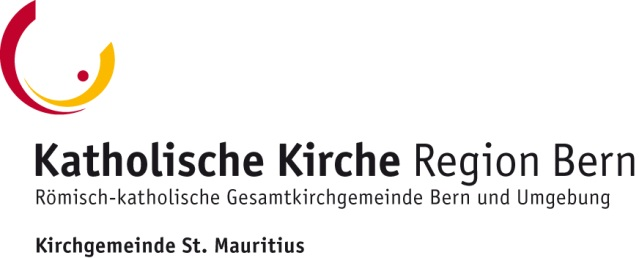 Katholische Kirche Region Bern
Römisch-katholische Gesamtkirchgemeinde Bern und Umgebung
Kirchgemeinde St. Mauritius